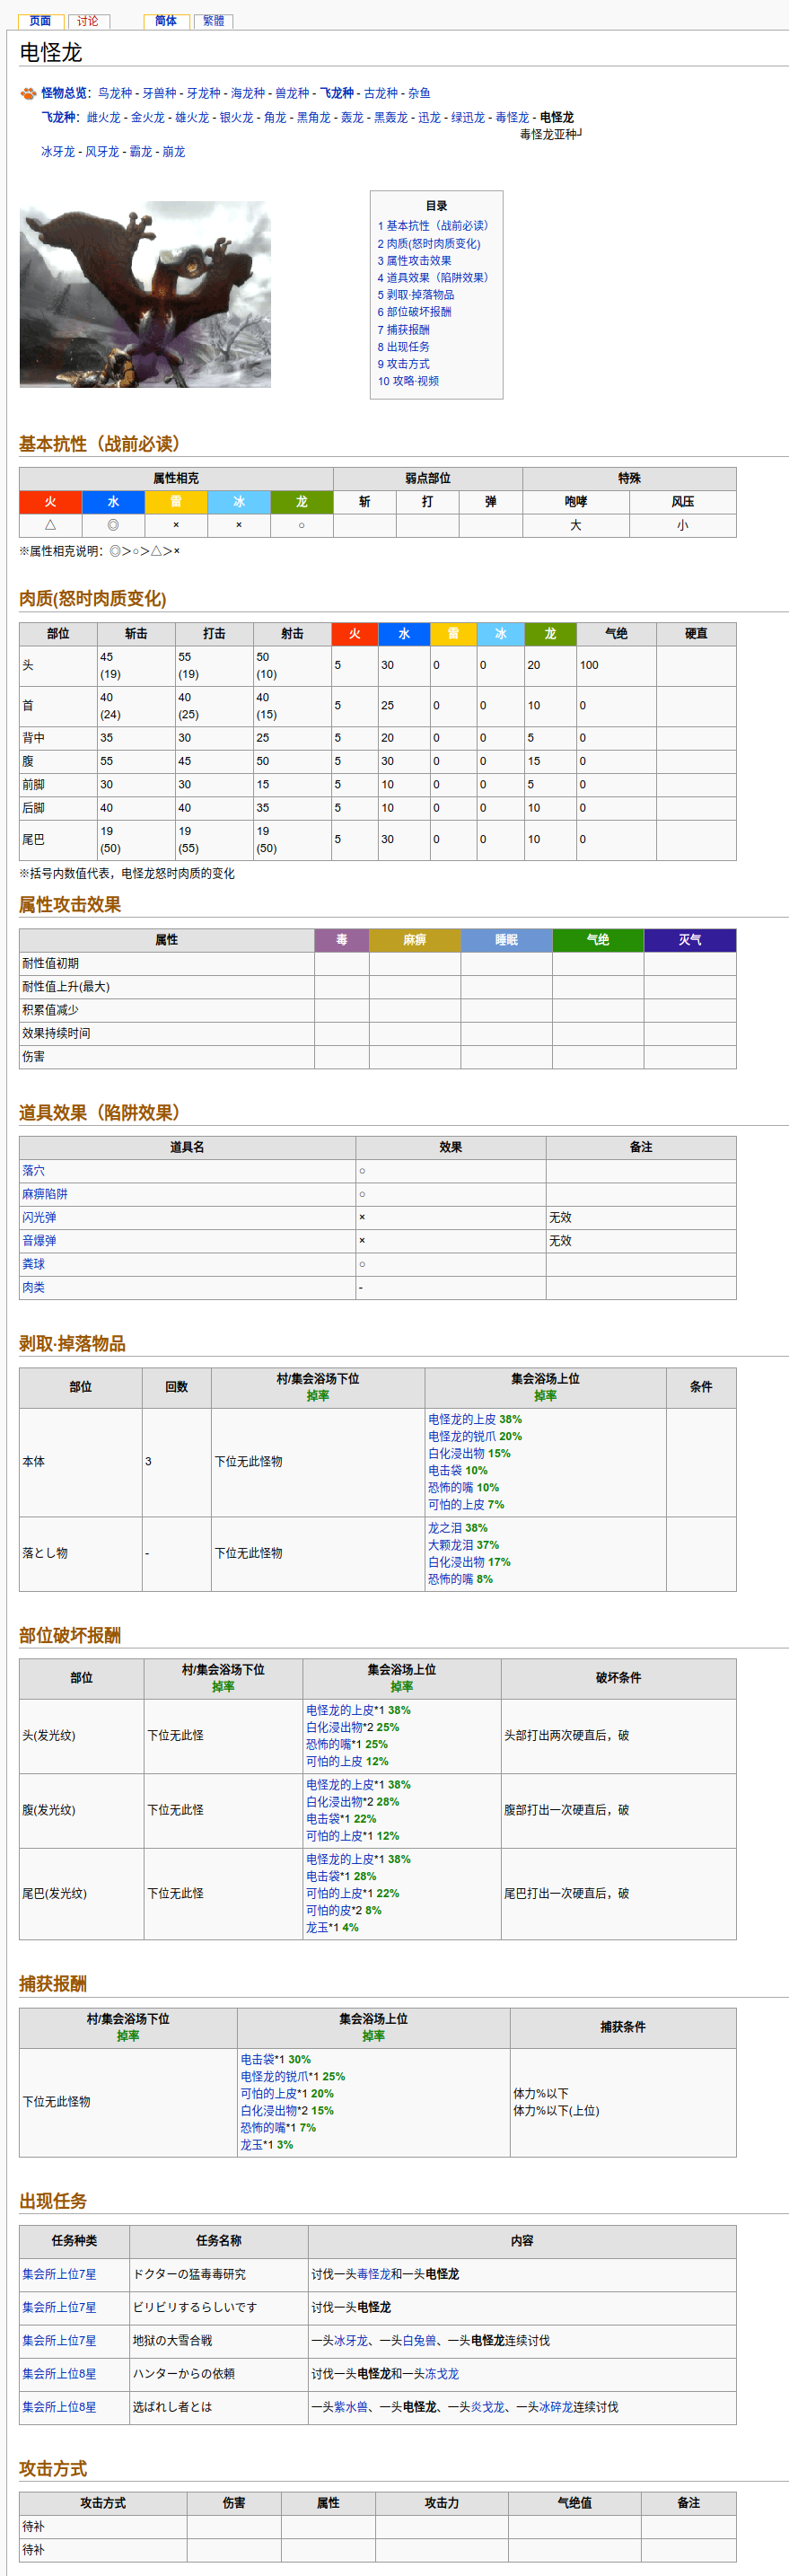 页面 讨论 简体 繁體
电怪龙
怪物总览：鸟龙种 - 牙兽种 - 牙龙种 - 海龙种 - 兽龙种 - 飞龙种 - 古龙种 - 杂鱼
飞龙种：雌火龙 - 金火龙 - 雄火龙 - 银火龙 - 角龙 - 黑角龙 - 轰龙 - 黑轰龙 - 迅龙 - 绿迅龙 - 毒怪龙 - 电怪龙
毒怪龙亚种┘
冰牙龙 - 风牙龙 - 霸龙 - 崩龙
目录
1 基本抗性（战前必读）
2 肉质(怒时肉质变化)
3 属性攻击效果
4 道具效果（陷阱效果）
5 剥取·掉落物品
6 部位破坏报酬
7 捕获报酬
8 出现任务
9 攻击方式
10 攻略·视频
基本抗性（战前必读）
属性相克 弱点部位 特殊
火 水 雷 冰 龙 斩 打 弹 咆哮 风压
△ ◎ × × ○ 大 小
※属性相克说明：◎＞○＞△＞×
肉质(怒时肉质变化)
部位 斩击 打击 射击 火 水 雷 冰 龙 气绝 硬直
头 45 (19) 55 (19) 50 (10) 5 30 0 0 20 100
首 40 (24) 40 (25) 40 (15) 5 25 0 0 10 0
背中 35 30 25 5 20 0 0 5 0
腹 55 45 50 5 30 0 0 15 0
前脚 30 30 15 5 10 0 0 5 0
后脚 40 40 35 5 10 0 0 10 0
尾巴 19 (50) 19 (55) 19 (50) 5 30 0 0 10 0
※括号内数值代表，电怪龙怒时肉质的变化
属性攻击效果
属性 毒 麻痹 睡眠 气绝 灭气
耐性值初期
耐性值上升(最大)
积累值减少
效果持续时间
伤害
道具效果（陷阱效果）
道具名 效果 备注
落穴 ○
麻痹陷阱 ○
闪光弹 × 无效
音爆弹 × 无效
粪球 ○
肉类 -
剥取·掉落物品
部位 回数 村/集会浴场下位 掉率 集会浴场上位 掉率 条件
本体 3 下位无此怪物
电怪龙的上皮 38%
电怪龙的锐爪 20%
白化浸出物 15%
电击袋 10%
恐怖的嘴 10%
可怕的上皮 7%
落とし物 - 下位无此怪物
龙之泪 38%
大颗龙泪 37%
白化浸出物 17%
恐怖的嘴 8%
部位破坏报酬
部位 村/集会浴场下位 掉率 集会浴场上位 掉率 破坏条件
头(发光纹) 下位无此怪
电怪龙的上皮*1 38%
白化浸出物*2 25%
恐怖的嘴*1 25%
可怕的上皮 12%
头部打出两次硬直后，破
腹(发光纹) 下位无此怪
电怪龙的上皮*1 38%
白化浸出物*2 28%
电击袋*1 22%
可怕的上皮*1 12%
腹部打出一次硬直后，破
尾巴(发光纹) 下位无此怪
电怪龙的上皮*1 38%
电击袋*1 28%
可怕的上皮*1 22%
可怕的皮*2 8%
龙玉*1 4%
尾巴打出一次硬直后，破
捕获报酬
村/集会浴场下位 掉率 集会浴场上位 掉率 捕获条件
下位无此怪物
电击袋*1 30%
电怪龙的锐爪*1 25%
可怕的上皮*1 20%
白化浸出物*2 15%
恐怖的嘴*1 7%
龙玉*1 3%
体力%以下
体力%以下(上位)
出现任务
任务种类 任务名称 内容
集会所上位7星 ドクターの猛毒毒研究 讨伐一头毒怪龙和一头电怪龙
集会所上位7星 ビリビリするらしいです 讨伐一头电怪龙
集会所上位7星 地狱の大雪合戦 一头冰牙龙、一头白兔兽、一头电怪龙连续讨伐
集会所上位8星 ハンターからの依頼 讨伐一头电怪龙和一头冻戈龙
集会所上位8星 选ばれし者とは 一头紫水兽、一头电怪龙、一头炎戈龙、一头冰碎龙连续讨伐
攻击方式
攻击方式 伤害 属性 攻击力 气绝值 备注
待补
待补